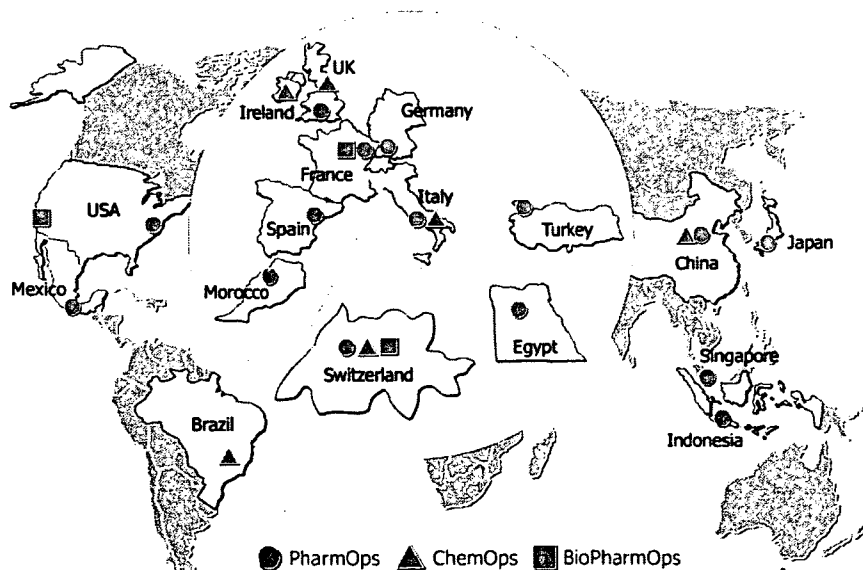 UK
Ireland
Germany
France
USA
Italy
Spain
Turkey
China
Japan
Mexico
Morocco
Egypt
Singapore
Switzerland
Brazil
Indonesia
PharmOps ChemOps BioPharmOps